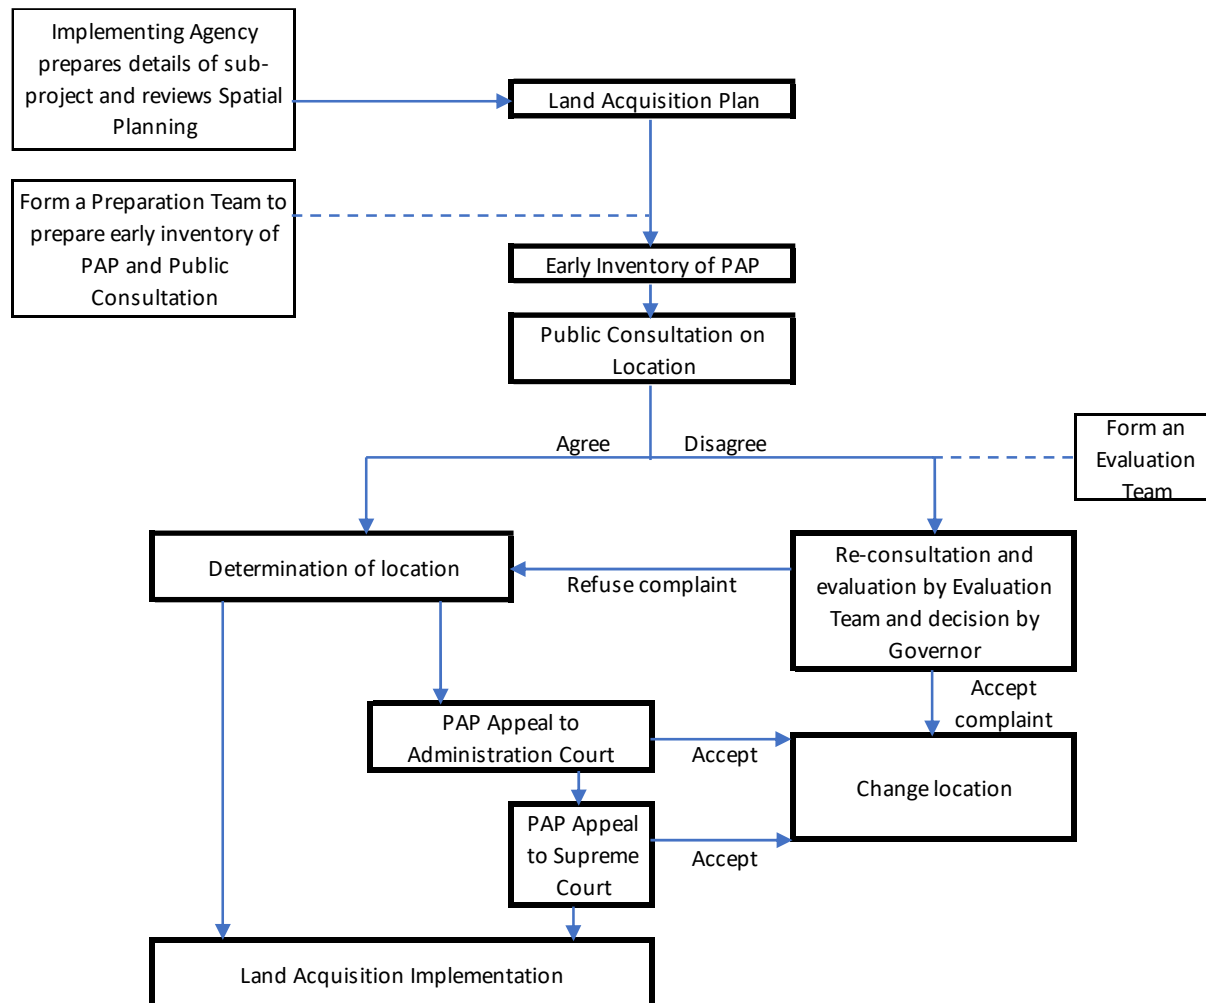 Implementing Agency
prepares details of sub-
project and reviews Spatial
Planning
Land Acquisition Plan
Form a Preparation Team to
prepare early inventory of
PAP and Public
Consultation
Early Inventory of PAP
Public Consultation on
Location
Agree
Disagree
Form an
Evaluation
Team
Determination of location
Refuse complaint
Re-consultation and
evaluation by Evaluation
Team and decision by
Governor
Accept
complaint
PAP Appeal to
Administration Court
Accept
Change location
PAP Appeal
to Supreme
Court
Accept
Land Acquisition Implementation